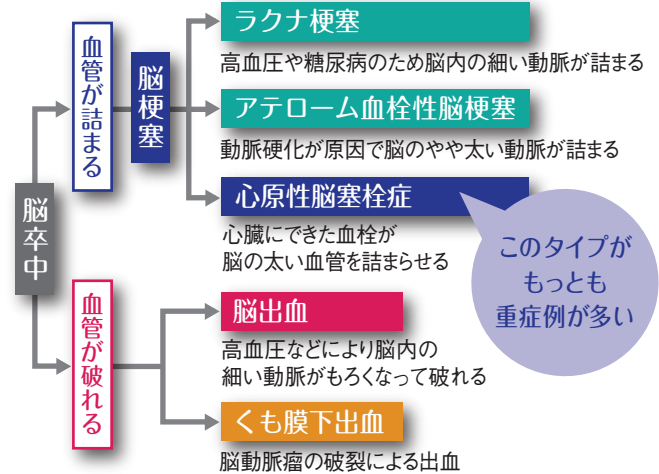 脳卒中
血管が詰まる
脳梗塞
ラクナ梗塞
高血圧や糖尿病のため脳内の細い動脈が詰まる
アテローム血栓性脳梗塞
動脈硬化が原因で脳のやや太い動脈が詰まる
心原性脳塞栓症
心臓にできた血栓が
脳の太い血管を詰まらせる
このタイプが
もっとも
重症例が多い
血管が破れる
脳出血
高血圧などにより脳内の
細い動脈がもろくなって破れる
くも膜下出血
脳動脈瘤の破裂による出血